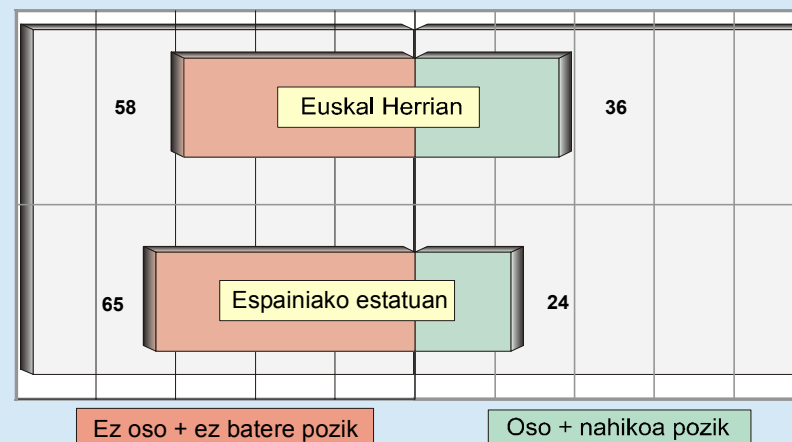 58 Euskal Herrian 36
65 Espainiako estatuan 24
Ez oso + ez batere pozik Oso + nahikoa pozik